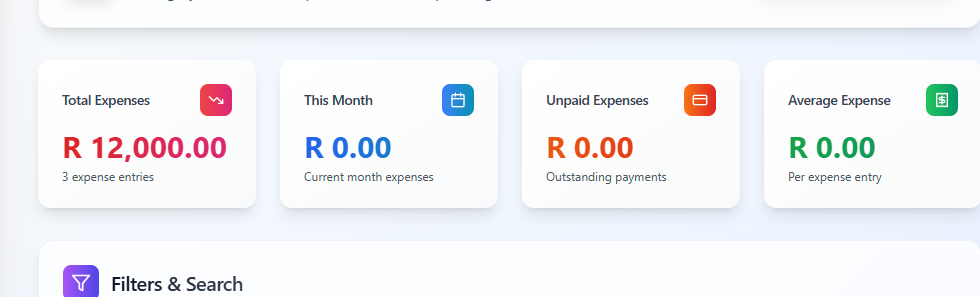 Total Expenses
R 12,000.00
3 expense entries
This Month
R 0.00
Current month expenses
Unpaid Expenses
R 0.00
Outstanding payments
Average Expense
R 0.00
Per expense entry
Filters & Search